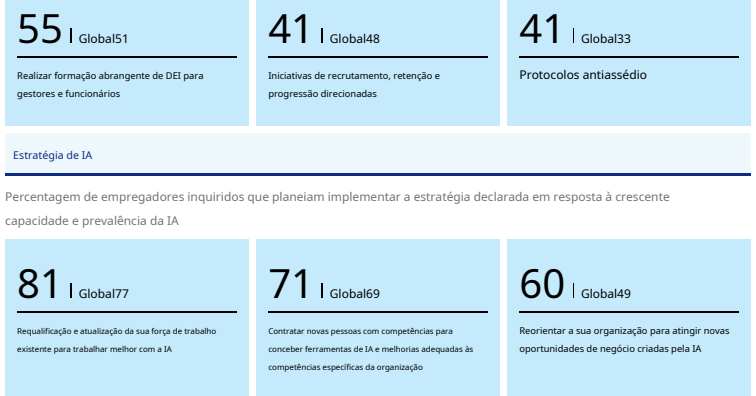 55 | Global51
Realizar formação abrangente de DEI para
gestores e funcionários
41 | Global48
Iniciativas de recrutamento, retenção e
progressão direcionadas
41 | Global33
Protocolos antiassédio
Estratégia de IA
Percentagem de empregadores inquiridos que planeiam implementar a estratégia declarada em resposta à crescente
capacidade e prevalência da IA
81 | Global77
Requalificação e atualização da sua força de trabalho
existente para trabalhar melhor com a IA
71 | Global69
Contratar novas pessoas com competências para
conceber ferramentas de IA e melhorias adequadas às
competências específicas da organização
60 | Global49
Reorientar a sua organização para atingir novas
oportunidades de negócio criadas pela IA